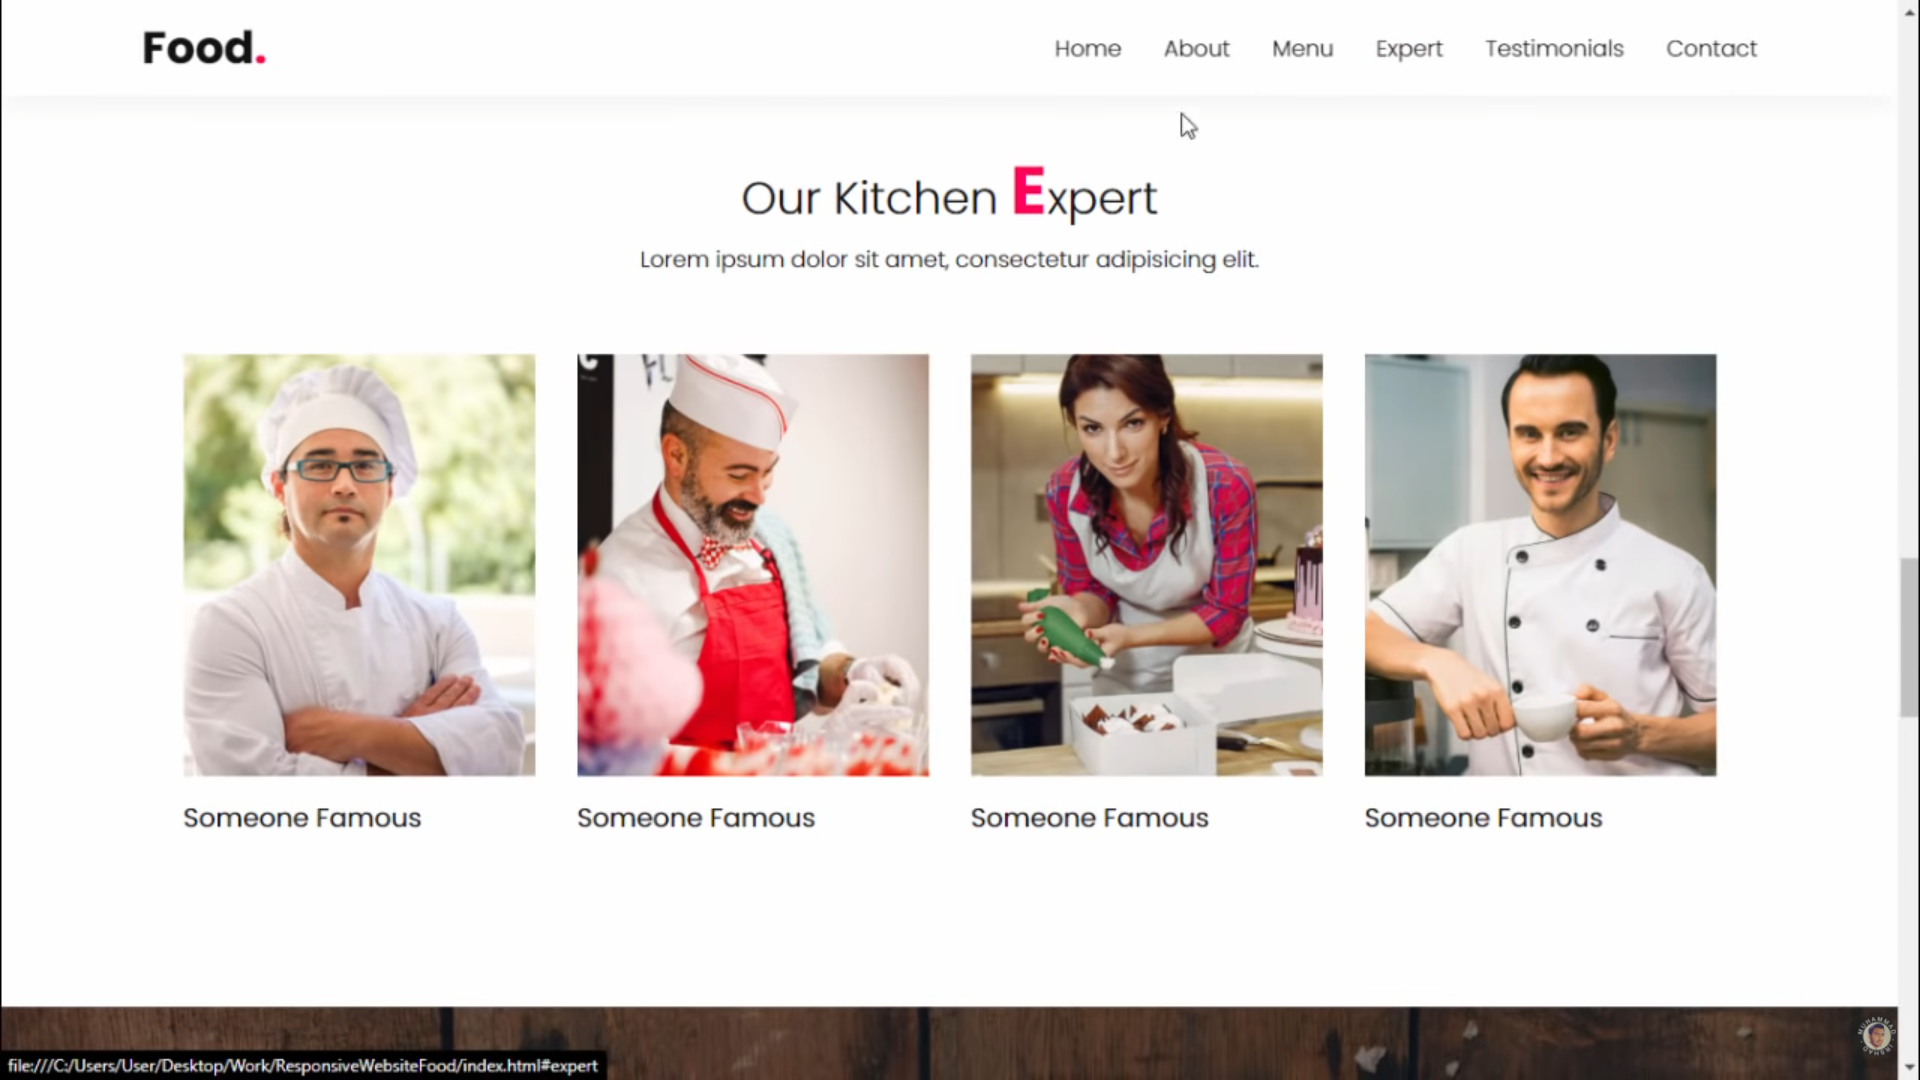 Food.
Home About Menu Expert Testimonials Contact
Our Kitchen Expert
Lorem ipsum dolor sit amet, consectetur adipisicing elit.
Someone Famous Someone Famous Someone Famous Someone Famous
file:///C:/Users/User/Desktop/Work/ResponsiveWebsiteFood/index.html#expert
MUHAMMAD